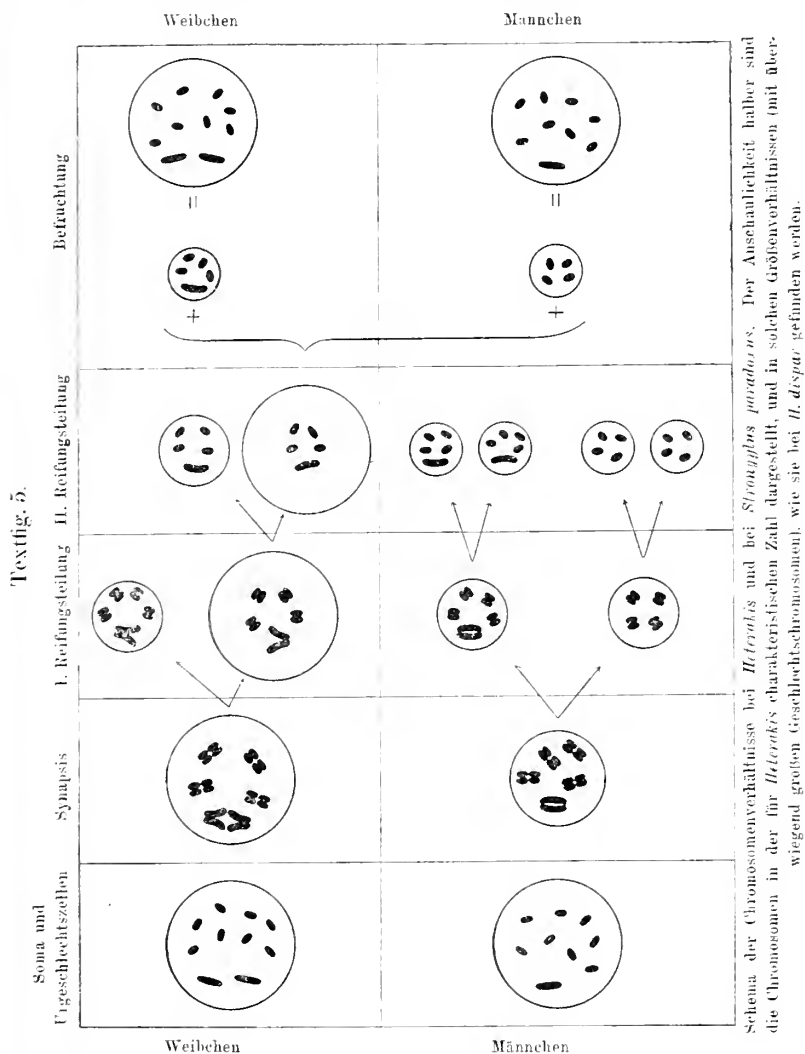 Weibchen
Männchen
Befruchtung
II. Reifungsteilung
I. Reifungsteilung
Synapsis
Soma und
Urgeschlechtszellen
Weibchen
Männchen
Textfig. 5.
Schema der Chromosomenverhältnisse bei Heterakis und bei Strongylus paradoxus. Der Anschaulichkeit halber sind
die Chromosomen in der für Heterakis charakteristischen Zahl dargestellt, und in solchen Größenverhältnissen (mit über-
wiegend großen Geschlechtschromosomen), wie sie bei H. dispar gefunden werden.